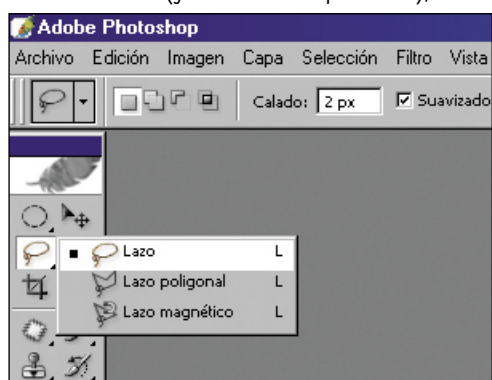 Adobe Photoshop
Archivo Edición Imagen Capa Selección Filtro Vista
Calado: 2 px Suavizado
Lazo L
Lazo poligonal L
Lazo magnético L